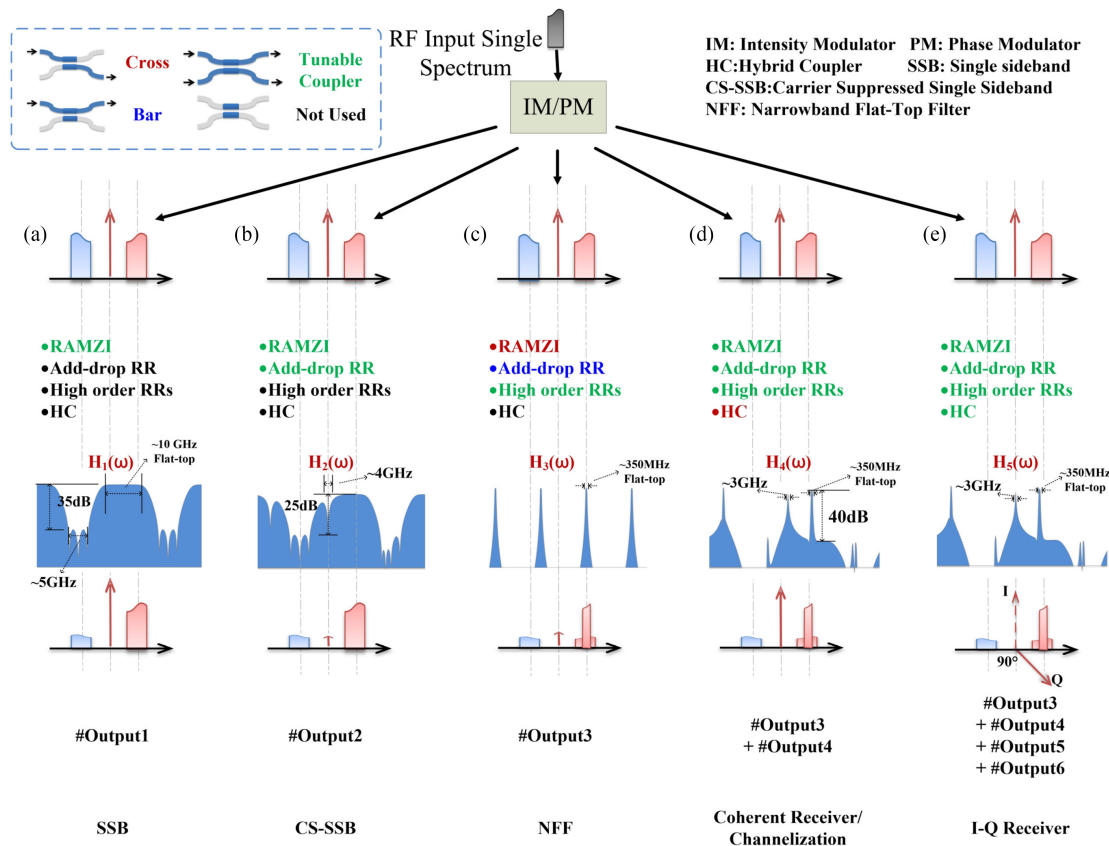 Cross
Tunable
Coupler
Bar
Not Used
RF Input Single
Spectrum
IM/PM
IM: Intensity Modulator PM: Phase Modulator
HC:Hybrid Coupler SSB: Single sideband
CS-SSB:Carrier Suppressed Single Sideband
NFF: Narrowband Flat-Top Filter
(a)
(b)
(c)
(d)
(e)
•RAMZI
•Add-drop RR
•High order RRs
•HC
•RAMZI
•Add-drop RR
•High order RRs
•HC
•RAMZI
•Add-drop RR
•High order RRs
•HC
•RAMZI
•Add-drop RR
•High order RRs
•HC
•RAMZI
•Add-drop RR
•High order RRs
•HC
H₁(ω)
~10 GHz
Flat-top
35dB
~5GHz
H₂(ω)
~4GHz
25dB
H₃(ω)
~350MHz
Flat-top
H₄(ω)
~3GHz
~350MHz
Flat-top
40dB
H₅(ω)
~3GHz
~350MHz
Flat-top
I
90°
Q
#Output1
#Output2
#Output3
#Output3
+ #Output4
#Output3
+ #Output4
+ #Output5
+ #Output6
SSB
CS-SSB
NFF
Coherent Receiver/
Channelization
I-Q Receiver